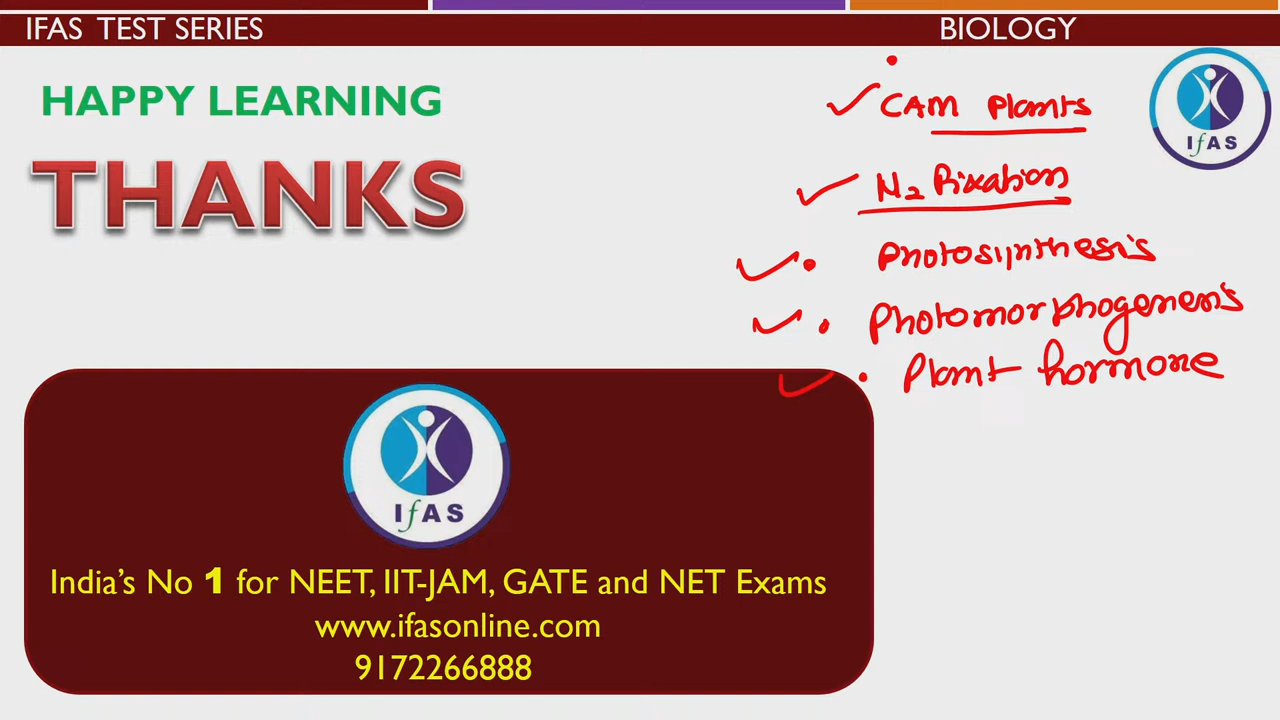 IFAS TEST SERIES
BIOLOGY
HAPPY LEARNING
THANKS
CAM Plants
N2 Fixation
Photosynthesis
Photomorphogenesis
Plant hormone
IfAS
IfAS
India's No 1 for NEET, IIT-JAM, GATE and NET Exams
www.ifasonline.com
9172266888